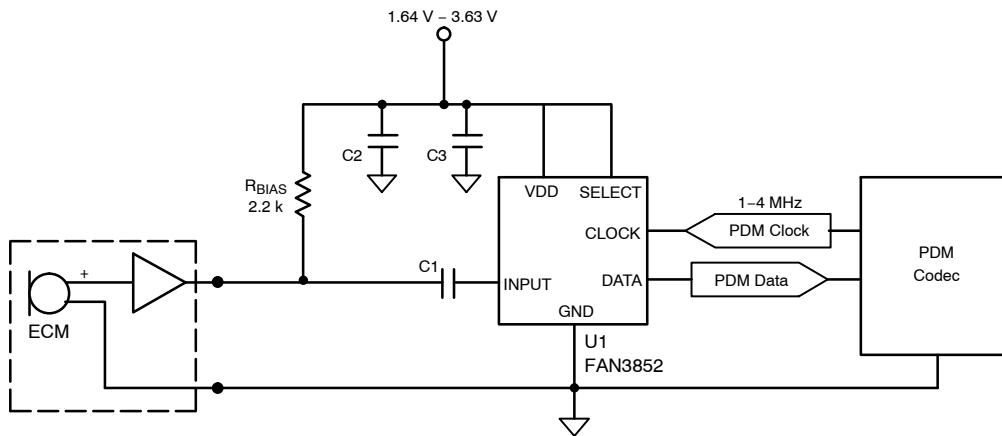 1.64 V − 3.63 V
C2
C3
RBIAS
2.2 k
VDD
SELECT
1−4 MHz
CLOCK
PDM Clock
PDM
Codec
+
C1
INPUT
DATA
PDM Data
GND
ECM
U1
FAN3852